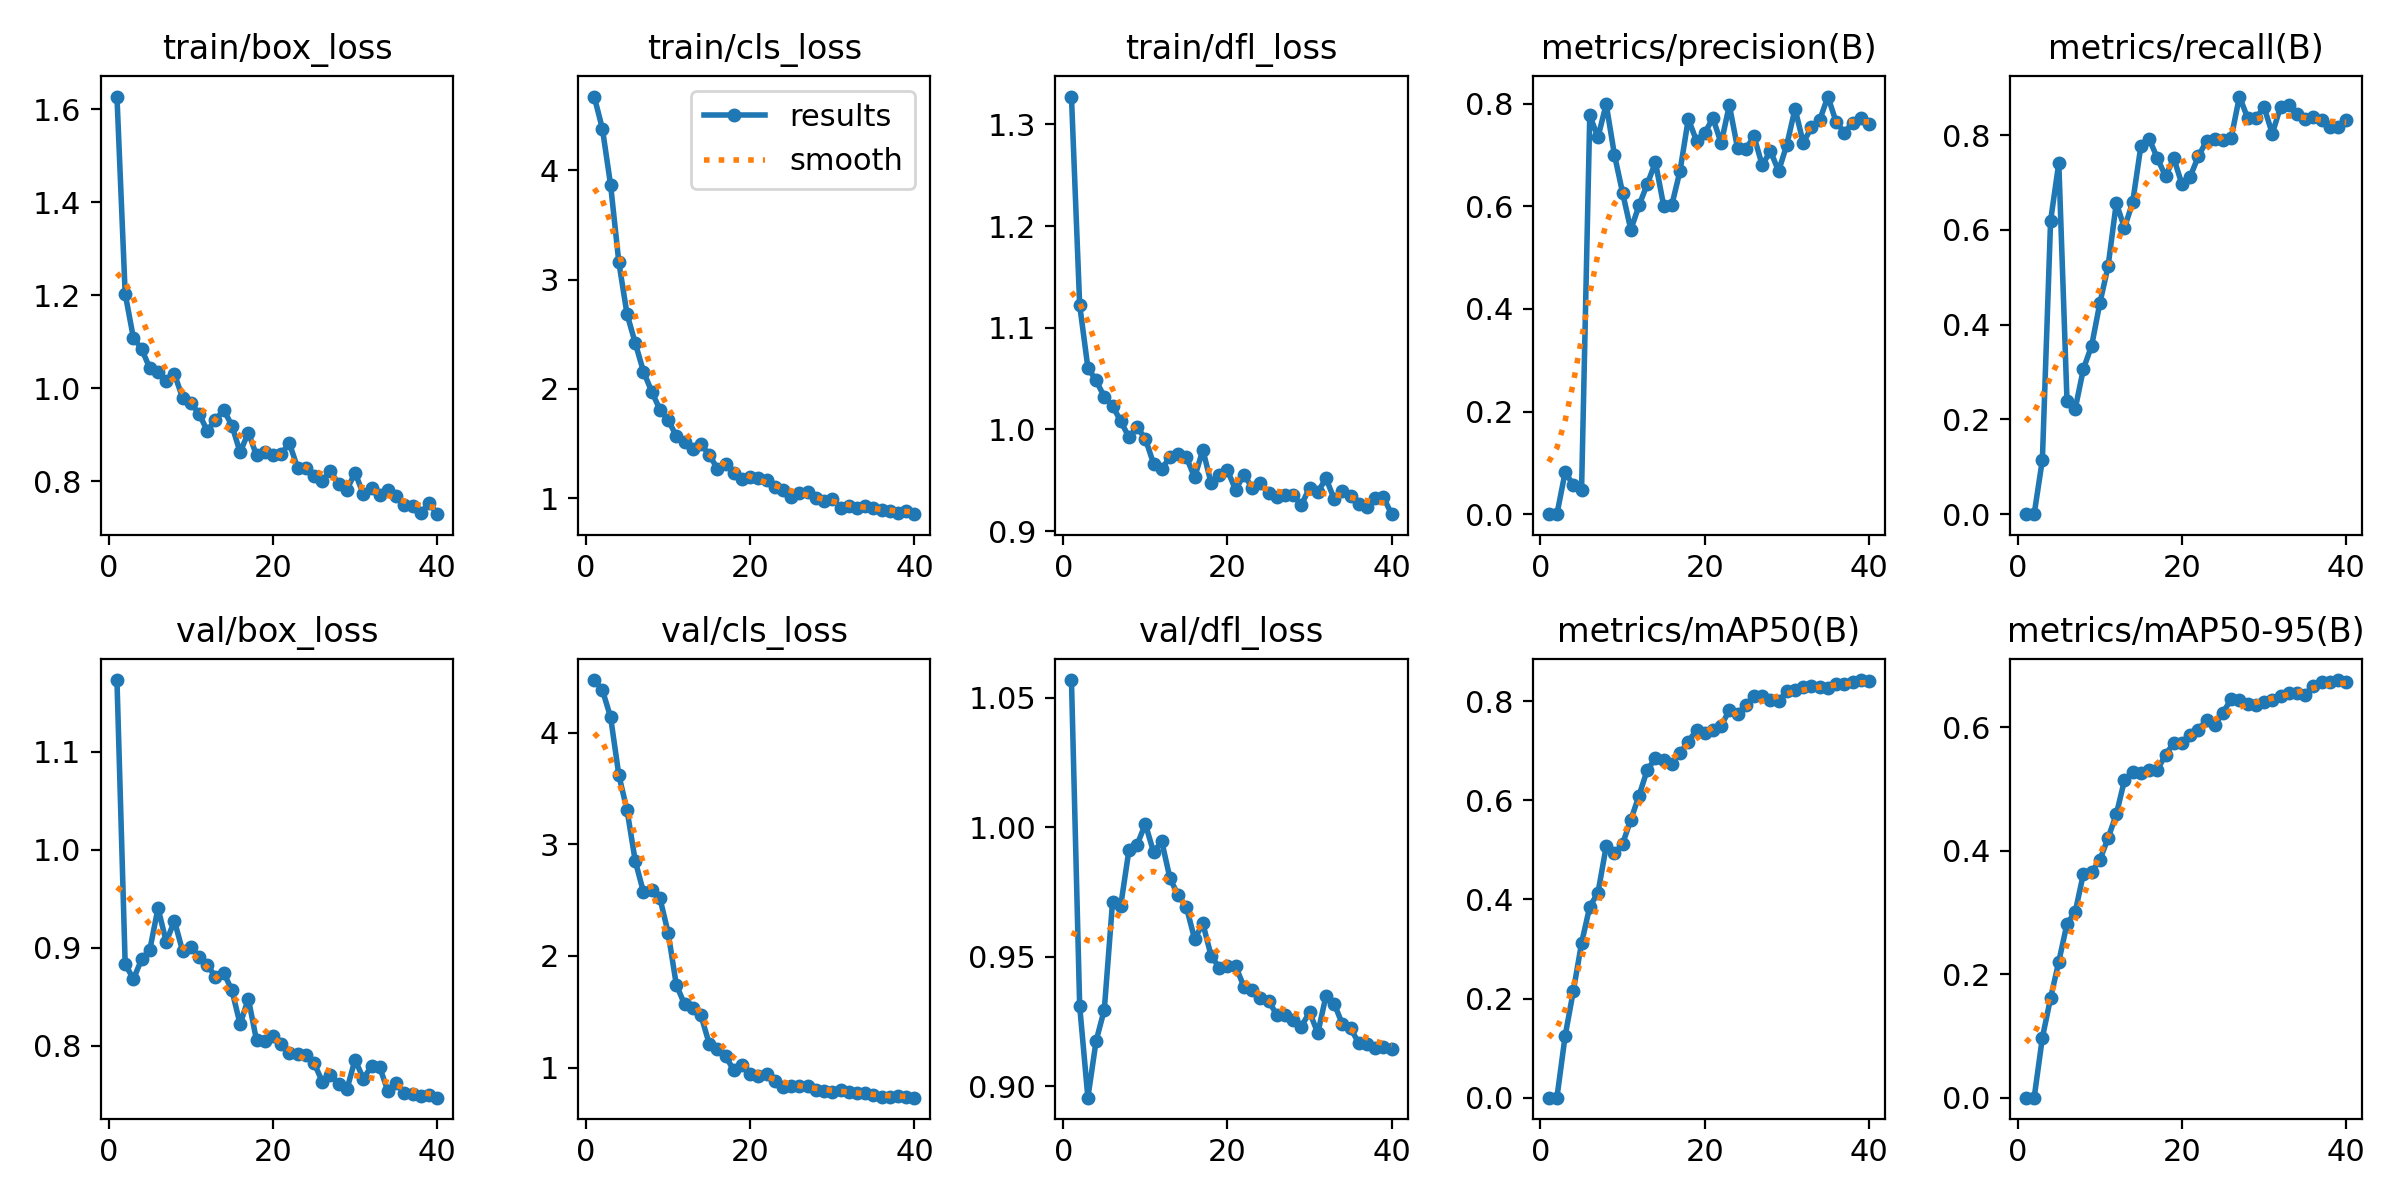 train/box_loss
1.6
1.4
1.2
1.0
0.8
0 20 40
train/cls_loss
results
smooth
4
3
2
1
0 20 40
train/dfl_loss
1.3
1.2
1.1
1.0
0.9
0 20 40
metrics/precision(B)
0.8
0.6
0.4
0.2
0.0
0 20 40
metrics/recall(B)
0.8
0.6
0.4
0.2
0.0
0 20 40
val/box_loss
1.1
1.0
0.9
0.8
0 20 40
val/cls_loss
4
3
2
1
0 20 40
val/dfl_loss
1.05
1.00
0.95
0.90
0 20 40
metrics/mAP50(B)
0.8
0.6
0.4
0.2
0.0
0 20 40
metrics/mAP50-95(B)
0.6
0.4
0.2
0.0
0 20 40